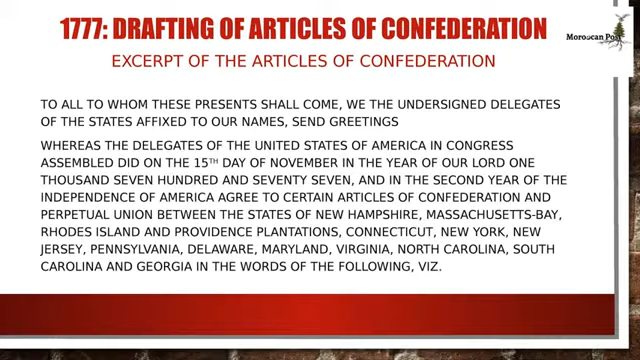 1777: DRAFTING OF ARTICLES OF CONFEDERATION
Moroccan Post
EXCERPT OF THE ARTICLES OF CONFEDERATION
TO ALL TO WHOM THESE PRESENTS SHALL COME, WE THE UNDERSIGNED DELEGATES
OF THE STATES AFFIXED TO OUR NAMES, SEND GREETINGS
WHEREAS THE DELEGATES OF THE UNITED STATES OF AMERICA IN CONGRESS
ASSEMBLED DID ON THE 15TH DAY OF NOVEMBER IN THE YEAR OF OUR LORD ONE
THOUSAND SEVEN HUNDRED AND SEVENTY SEVEN, AND IN THE SECOND YEAR OF THE
INDEPENDENCE OF AMERICA AGREE TO CERTAIN ARTICLES OF CONFEDERATION AND
PERPETUAL UNION BETWEEN THE STATES OF NEW HAMPSHIRE, MASSACHUSETTS-BAY,
RHODES ISLAND AND PROVIDENCE PLANTATIONS, CONNECTICUT, NEW YORK, NEW
JERSEY, PENNSYLVANIA, DELAWARE, MARYLAND, VIRGINIA, NORTH CAROLINA, SOUTH
CAROLINA AND GEORGIA IN THE WORDS OF THE FOLLOWING, VIZ.